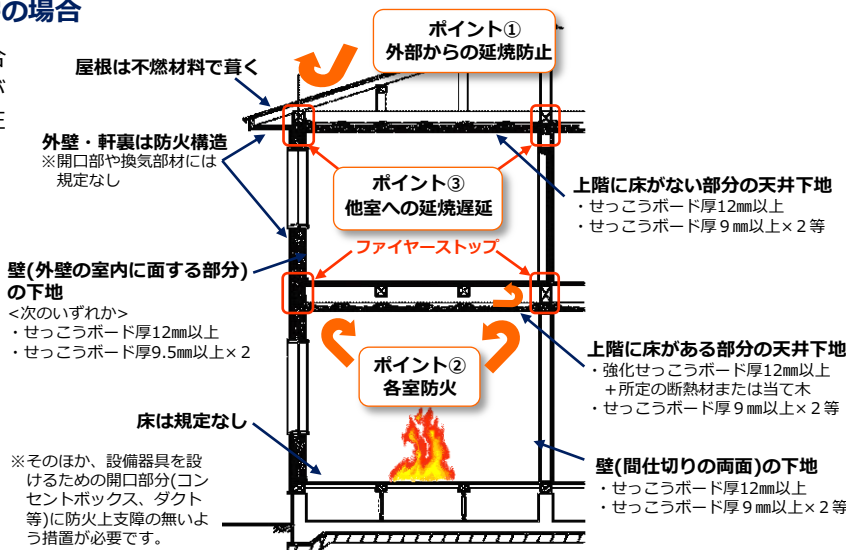 の場合
合
が
ポイント①
外部からの延焼防止
屋根は不燃材料で葺く
外壁・軒裏は防火構造
※開口部や換気部材には
規定なし
ポイント③
他室への延焼遅延
上階に床がない部分の天井下地
・せっこうボード厚12㎜以上
・せっこうボード厚９㎜以上×２等
ファイヤーストップ
壁(外壁の室内に面する部分)
の下地
<次のいずれか>
・せっこうボード厚12㎜以上
・せっこうボード厚9.5㎜以上×２
ポイント②
各室防火
上階に床がある部分の天井下地
・強化せっこうボード厚12㎜以上
＋所定の断熱材または当て木
・せっこうボード厚９㎜以上×２等
床は規定なし
壁(間仕切りの両面)の下地
・せっこうボード厚12㎜以上
・せっこうボード厚９㎜以上×２等
※そのほか、設備器具を設
けるための開口部分(コン
セントボックス、ダクト
等)に防火上支障の無いよ
う措置が必要です。